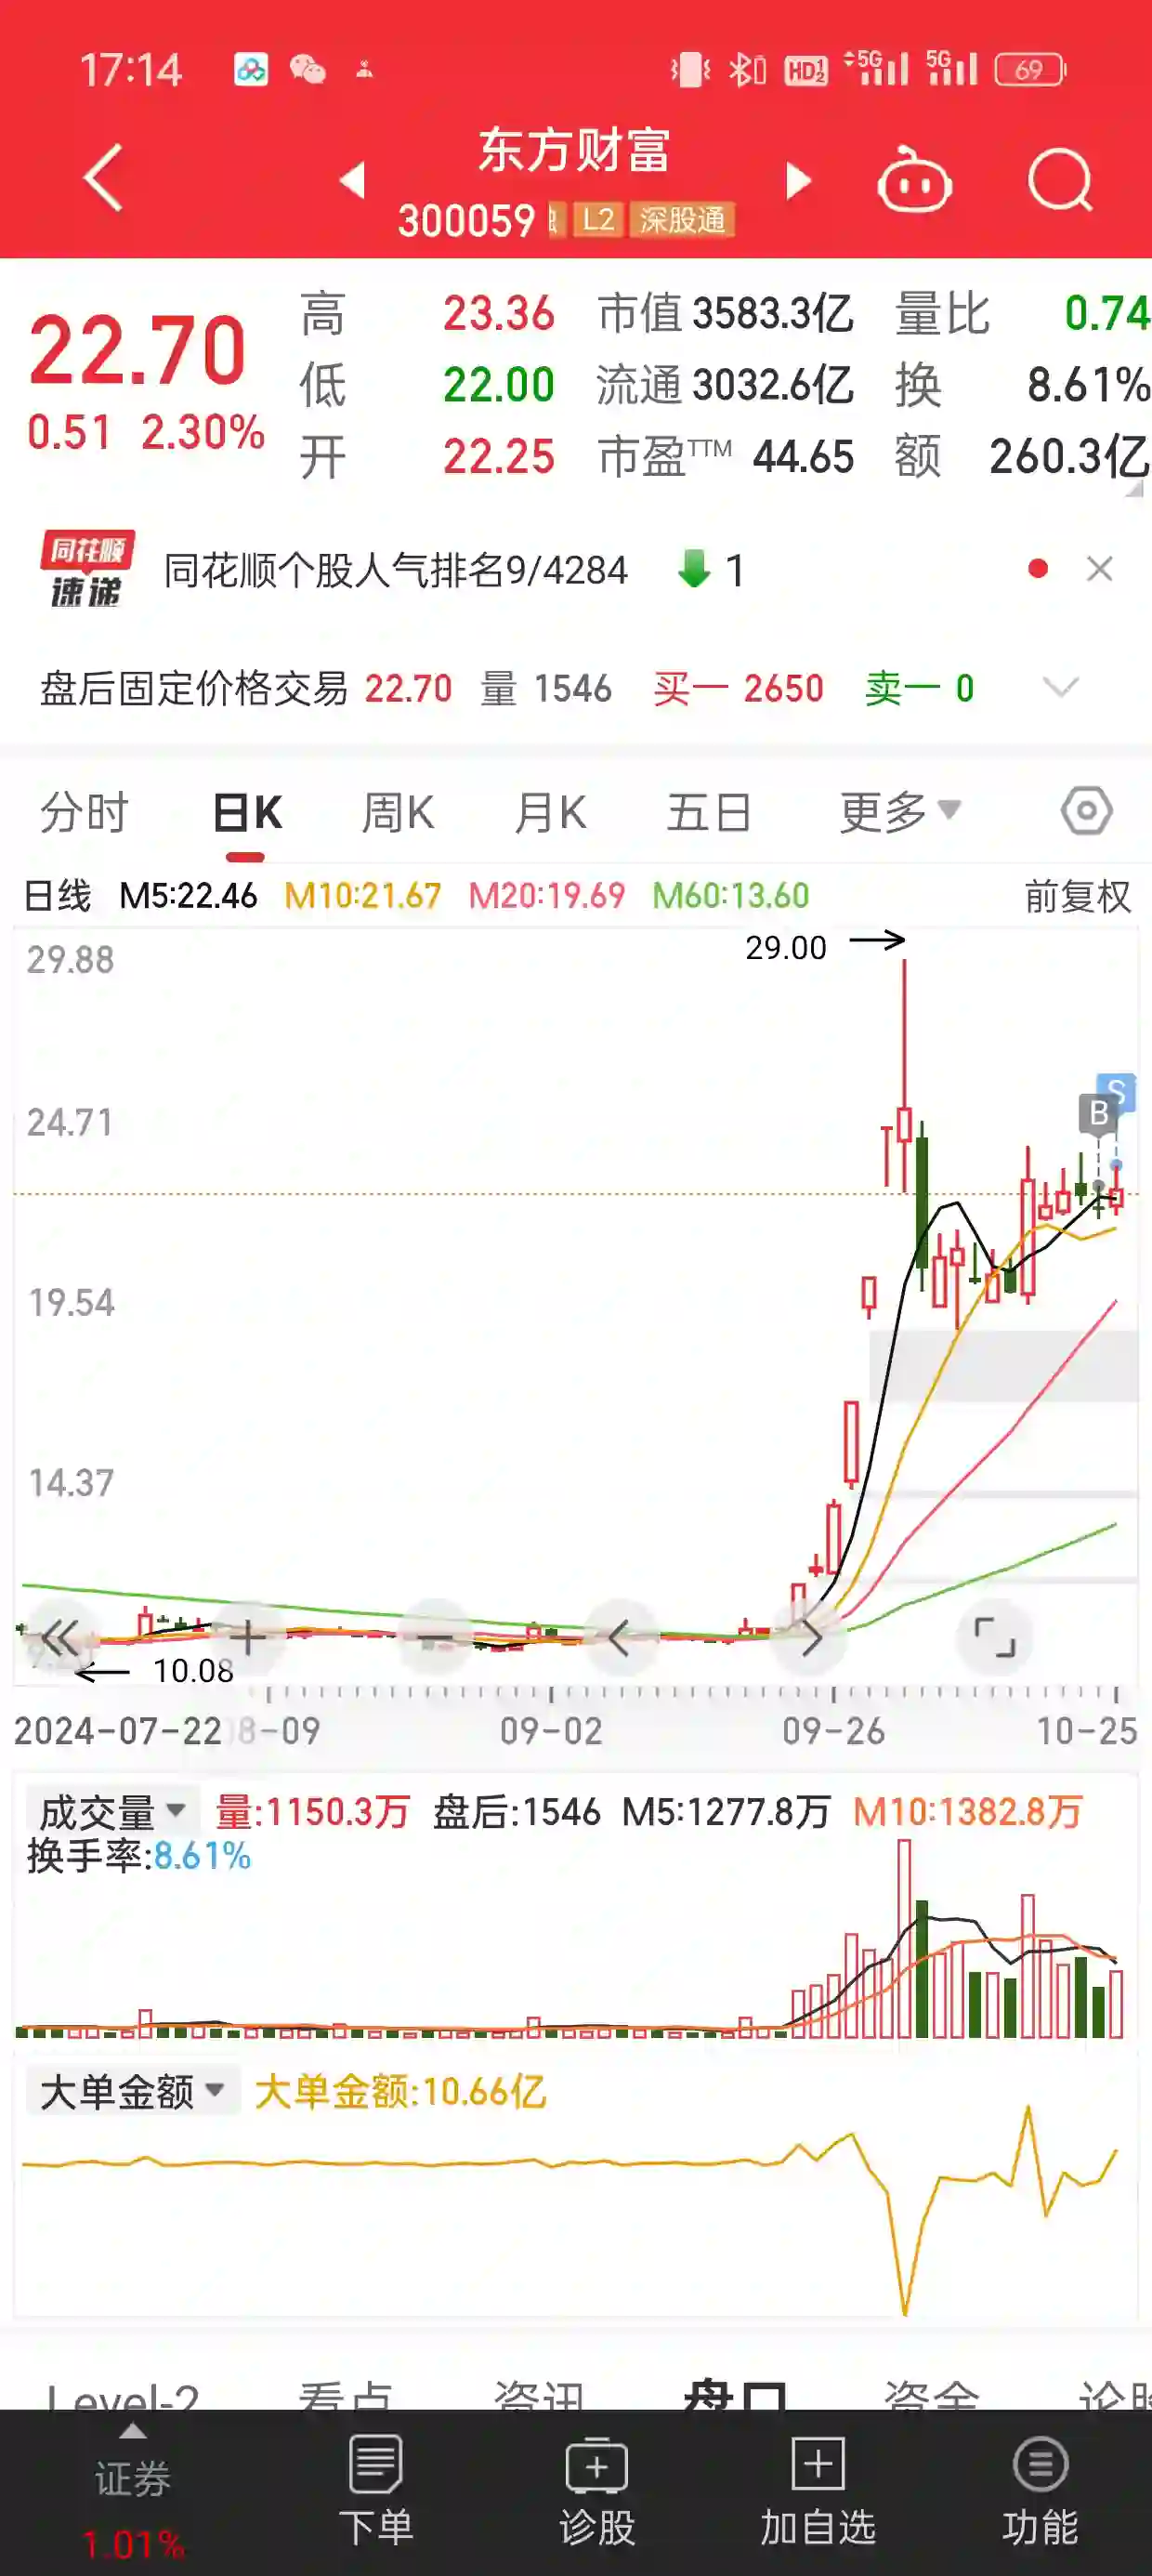 17:14 HD1 2 5G 5G 69
东方财富
300059 L2 深股通
22.70
0.51 2.30%
高 23.36 市值 3583.3亿 量比 0.74
低 22.00 流通 3032.6亿 换 8.61%
开 22.25 市盈TTM 44.65 额 260.3亿
同花顺
速递
同花顺个股人气排名9/4284 1
盘后固定价格交易 22.70 量 1546 买一 2650 卖一 0
分时 日K 周K 月K 五日 更多
日线 M5:22.46 M10:21.67 M20:19.69 M60:13.60 前复权
29.88
29.00
24.71
S
B
19.54
14.37
10.08
2024-07-22 8-09 09-02 09-26 10-25
成交量 量:1150.3万 盘后:1546 M5:1277.8万 M10:1382.8万
换手率:8.61%
大单金额 大单金额:10.66亿
Level-2 看点 资讯 盘口 资金
证券 下单 诊股 加自选 功能
1.01%